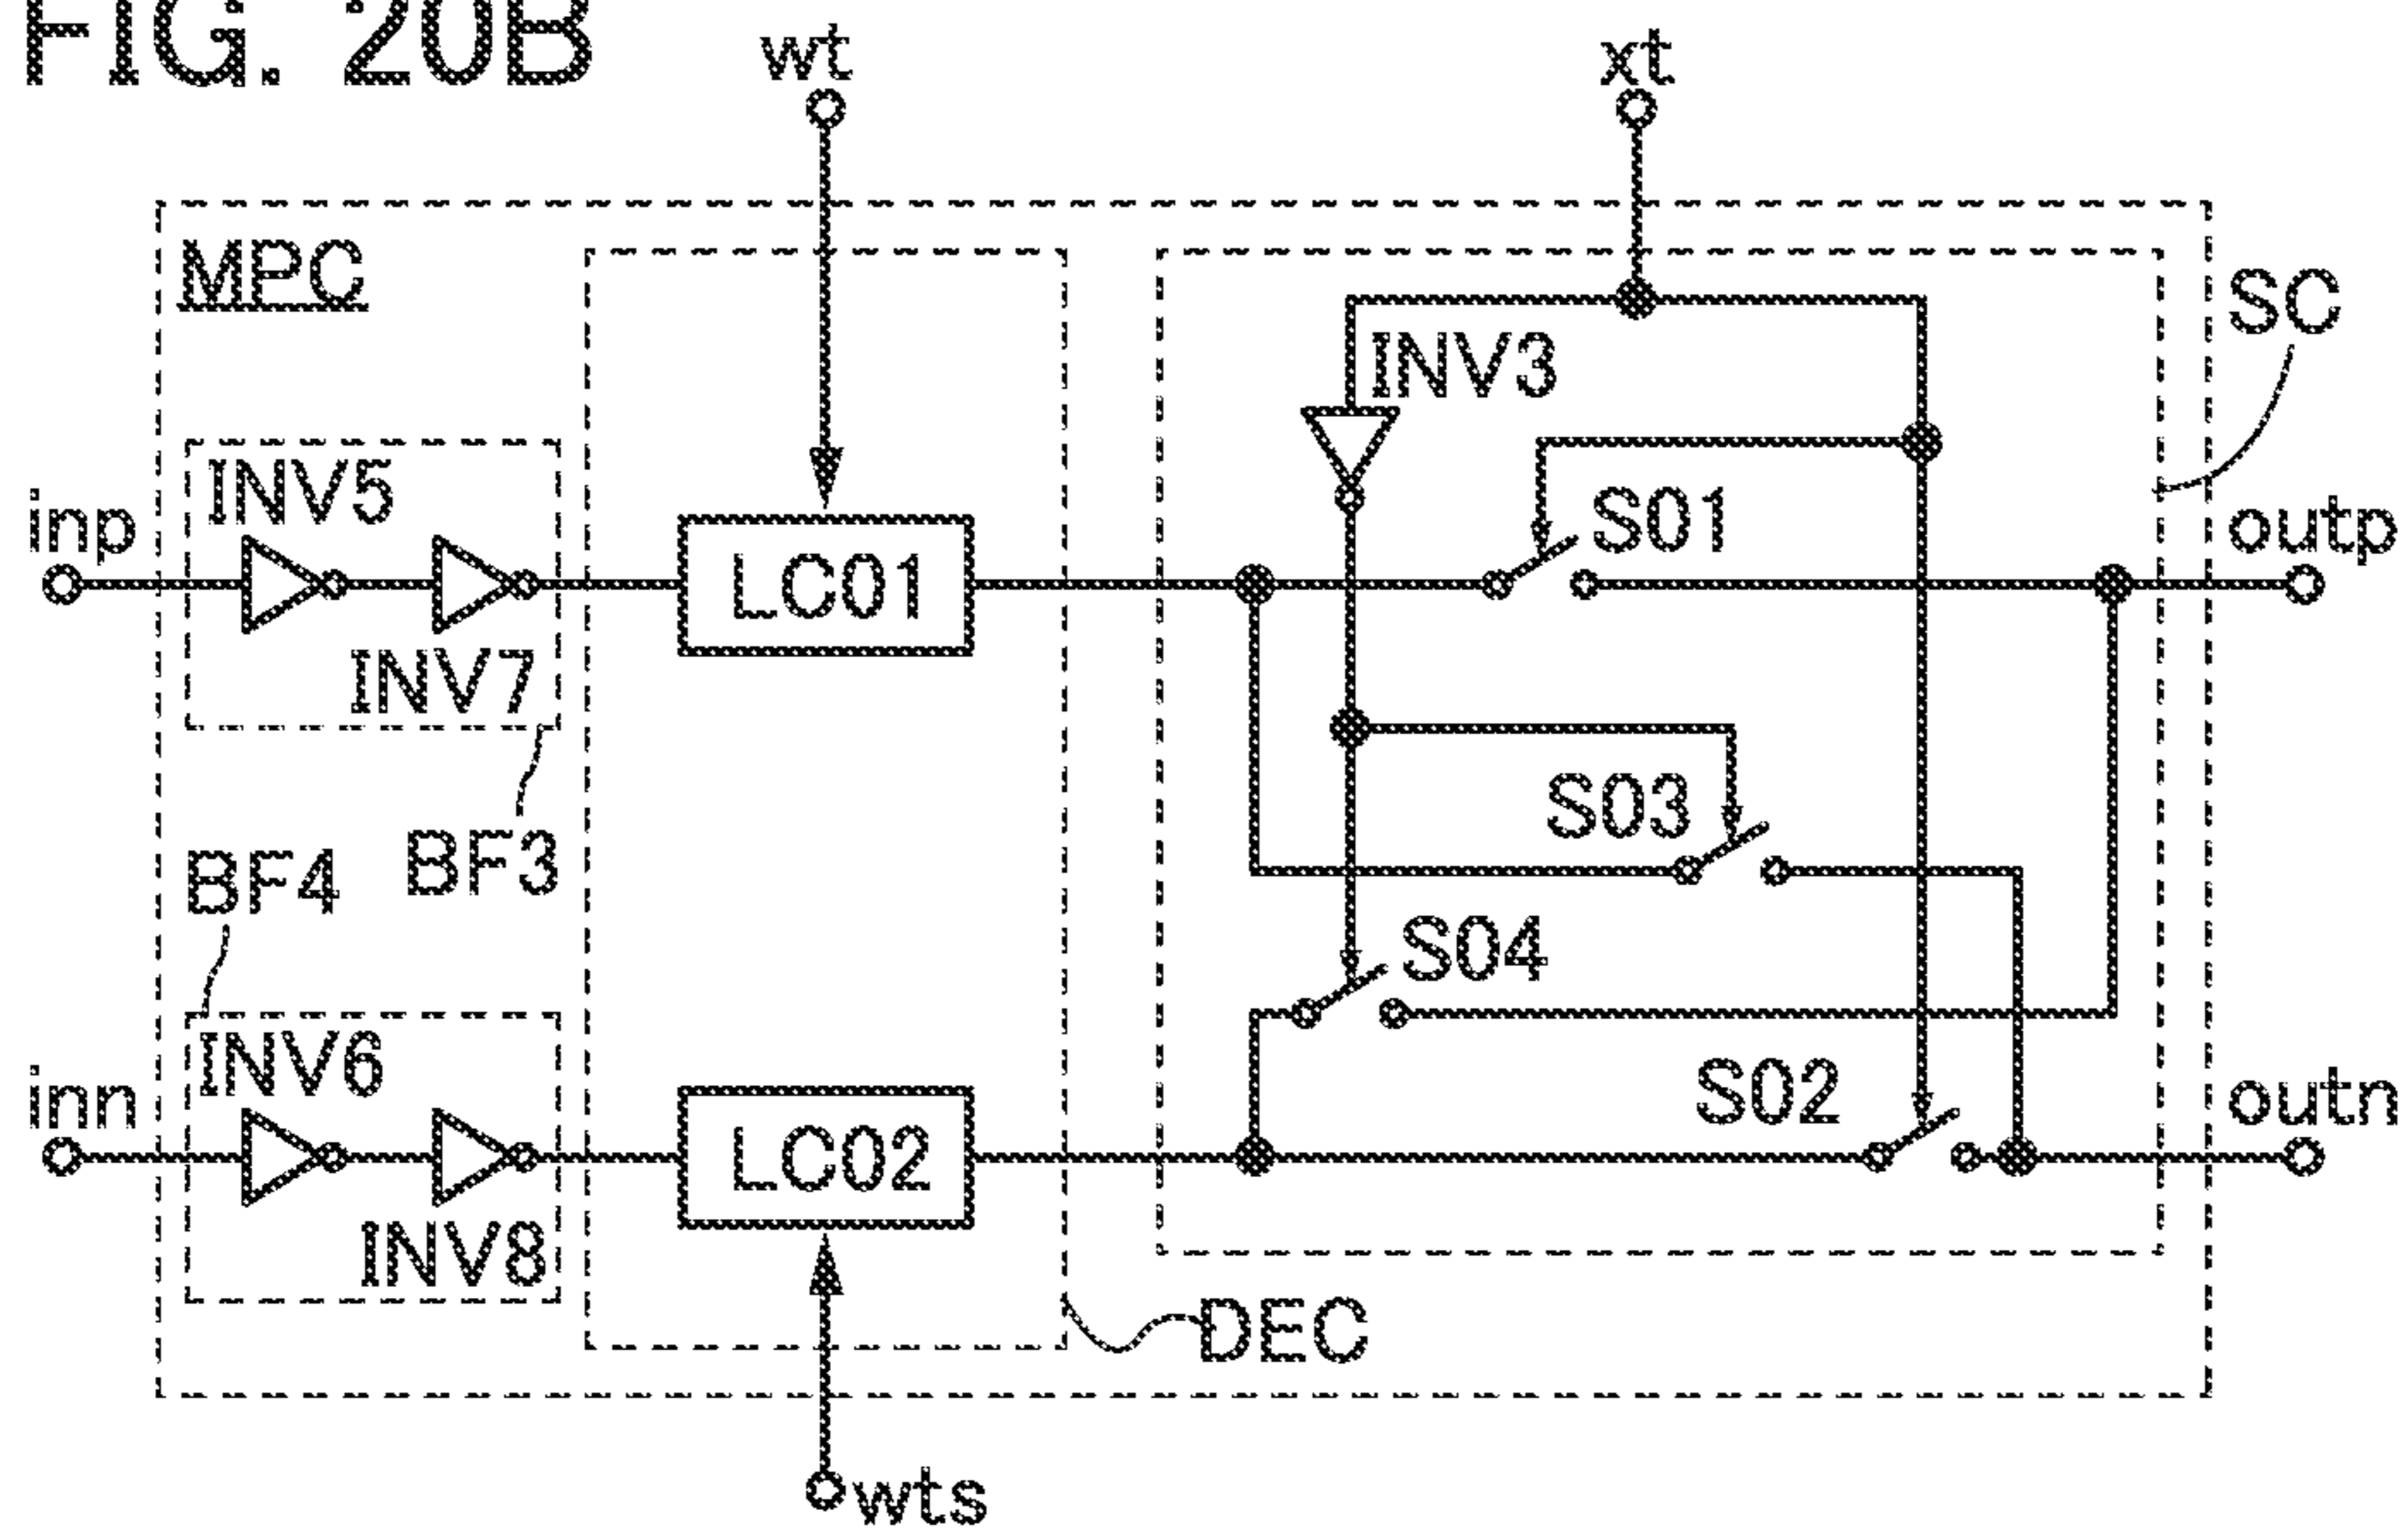 FIG. 20B
wt
xt
MPC
SC
INV3
INV5
inp
S01
outp
LC01
INV7
S03
BF3
BF4
S04
INV6
inn
S02
outn
LC02
INV8
DEC
wts